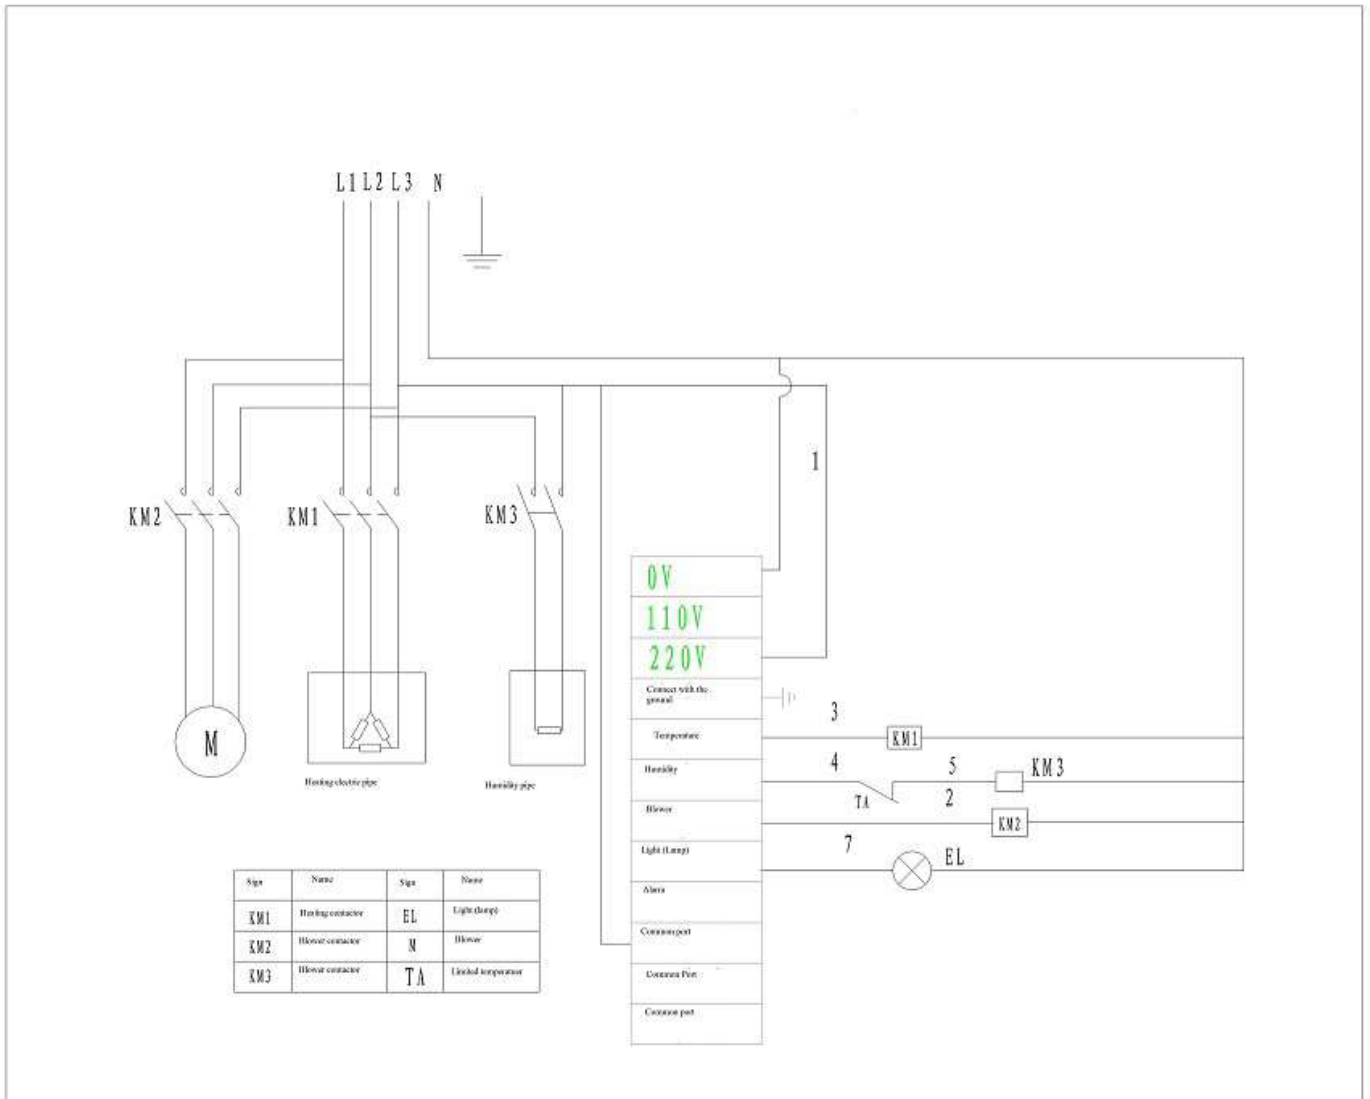 L1 L2 L3 N
1
KM2
KM1
KM3
0V
110V
220V
Connect with the
ground
Temperature
Humidity
Blower
Light (Lamp)
Alarm
Common port
Common Port
Common port
3
KM1
4
TA
5
KM3
2
KM2
7
EL
M
Heating electric pipe
Humidity pipe
Sign Name Sign Name
KM1 Heating contactor EL Light (lamp)
KM2 Blower contactor M Blower
KM3 Blower contactor TA Limited temperatuer